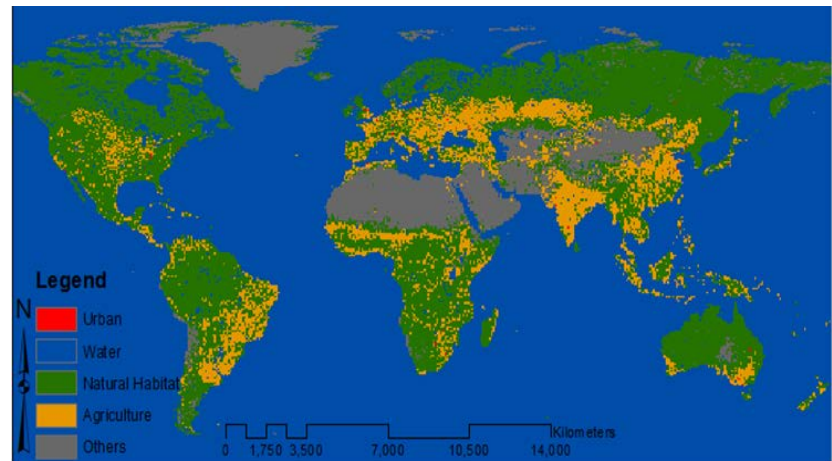 Legend
N
Urban
Water
Natural Habitat
Agriculture
Others
Kilometers
0 1,750 3,500 7,000 10,500 14,000